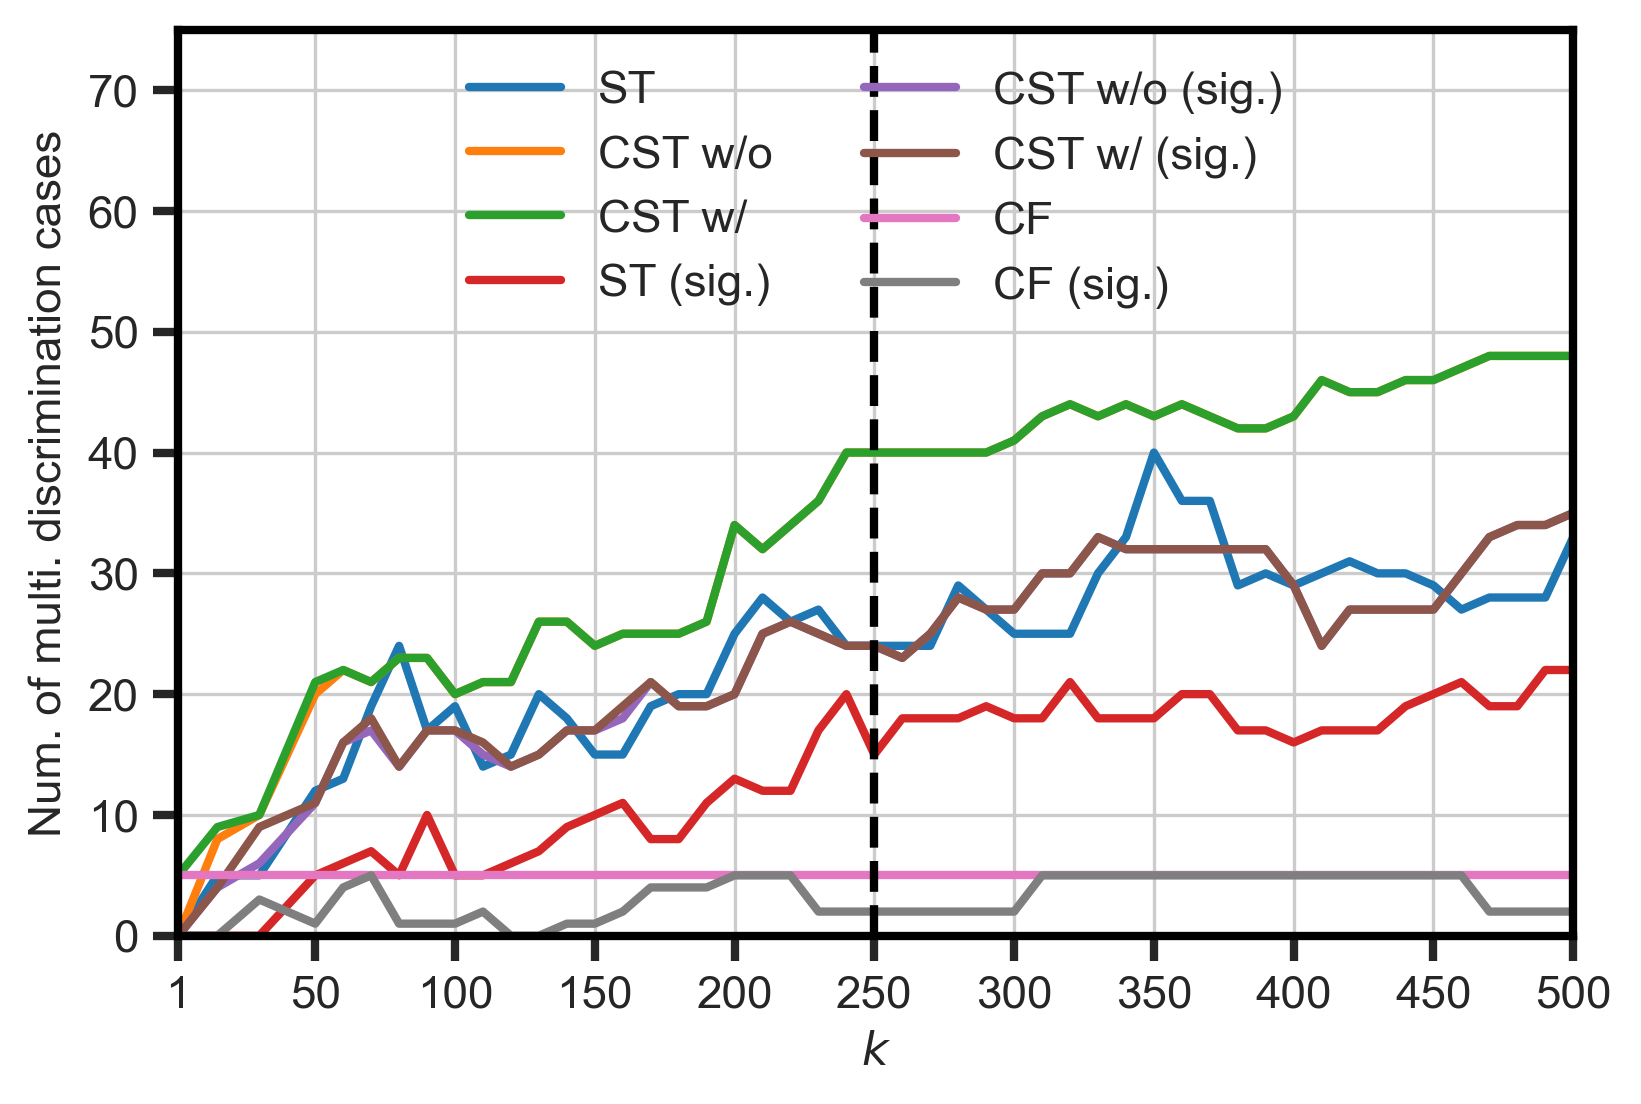 Num. of multi. discrimination cases
70
60
50
40
30
20
10
0
ST
CST w/o
CST w/
ST (sig.)
CST w/o (sig.)
CST w/ (sig.)
CF
CF (sig.)
1 50 100 150 200 250 300 350 400 450 500
k